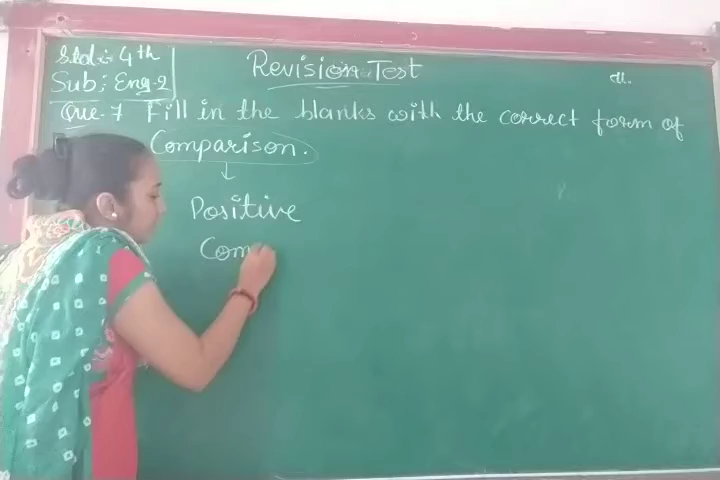 Std :- 4th
Sub : Eng-2
Revision Test
Que. 7 Fill in the blanks with the correct form of
Comparison.
Positive
Com